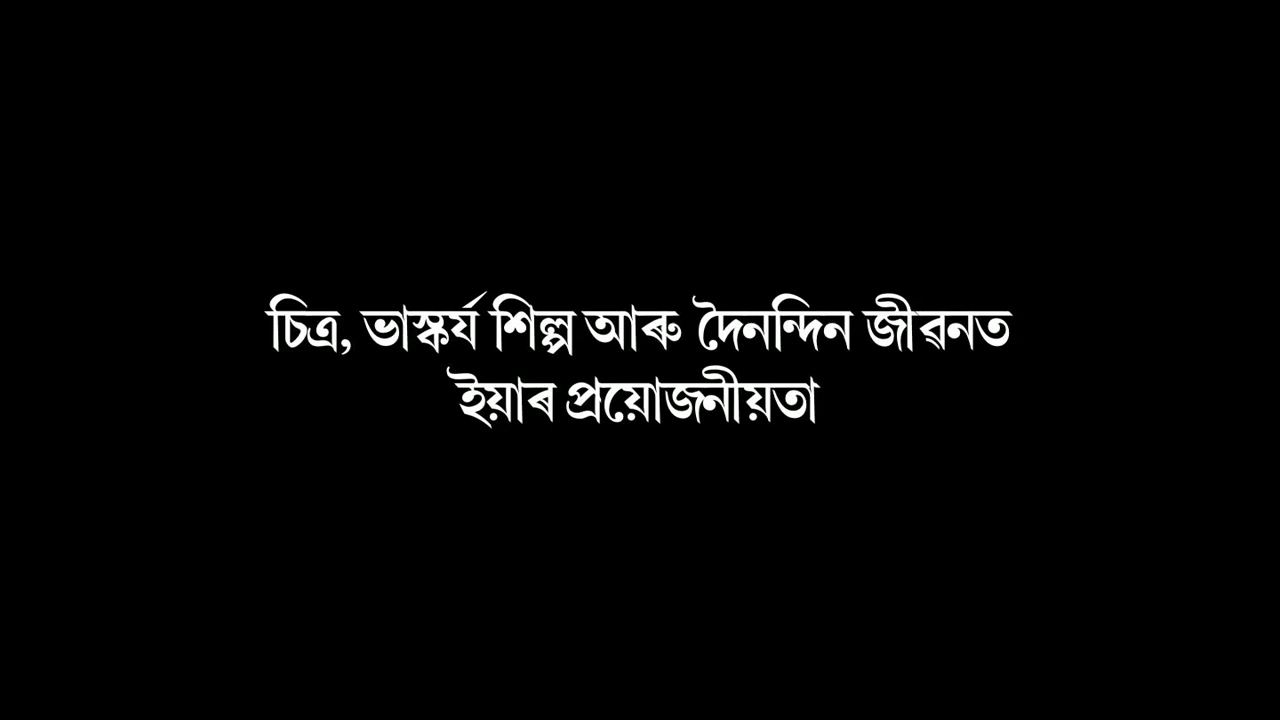 চিত্ৰ, ভাস্কৰ্য শিল্প আৰু দৈনন্দিন জীৱনত
ইয়াৰ প্ৰয়োজনীয়তা